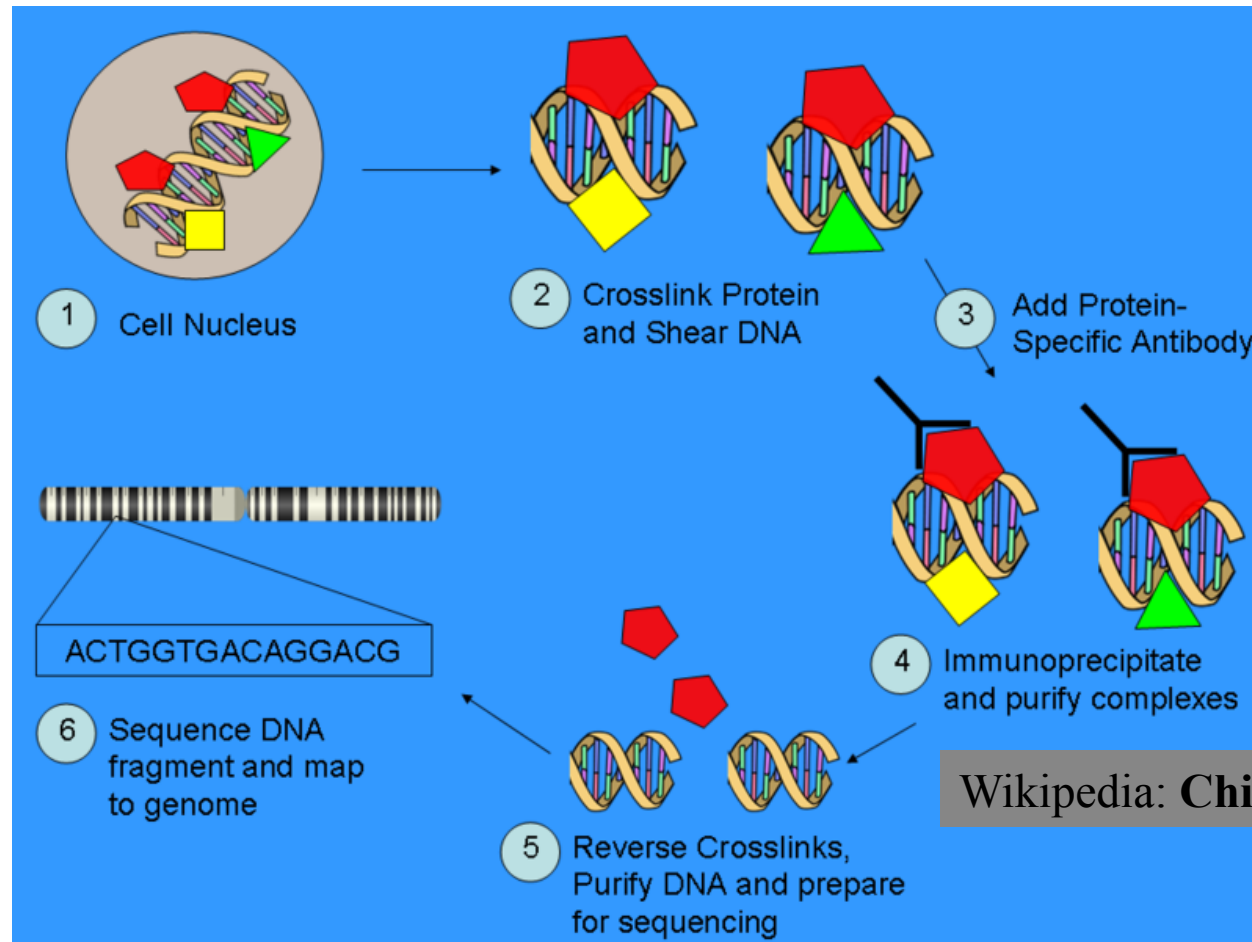 1
Cell Nucleus
2
Crosslink Protein
and Shear DNA
3
Add Protein-
Specific Antibody
4
Immunoprecipitate
and purify complexes
Wikipedia: Chi
5
Reverse Crosslinks,
Purify DNA and prepare
for sequencing
ACTGGTGACAGGACG
6
Sequence DNA
fragment and map
to genome